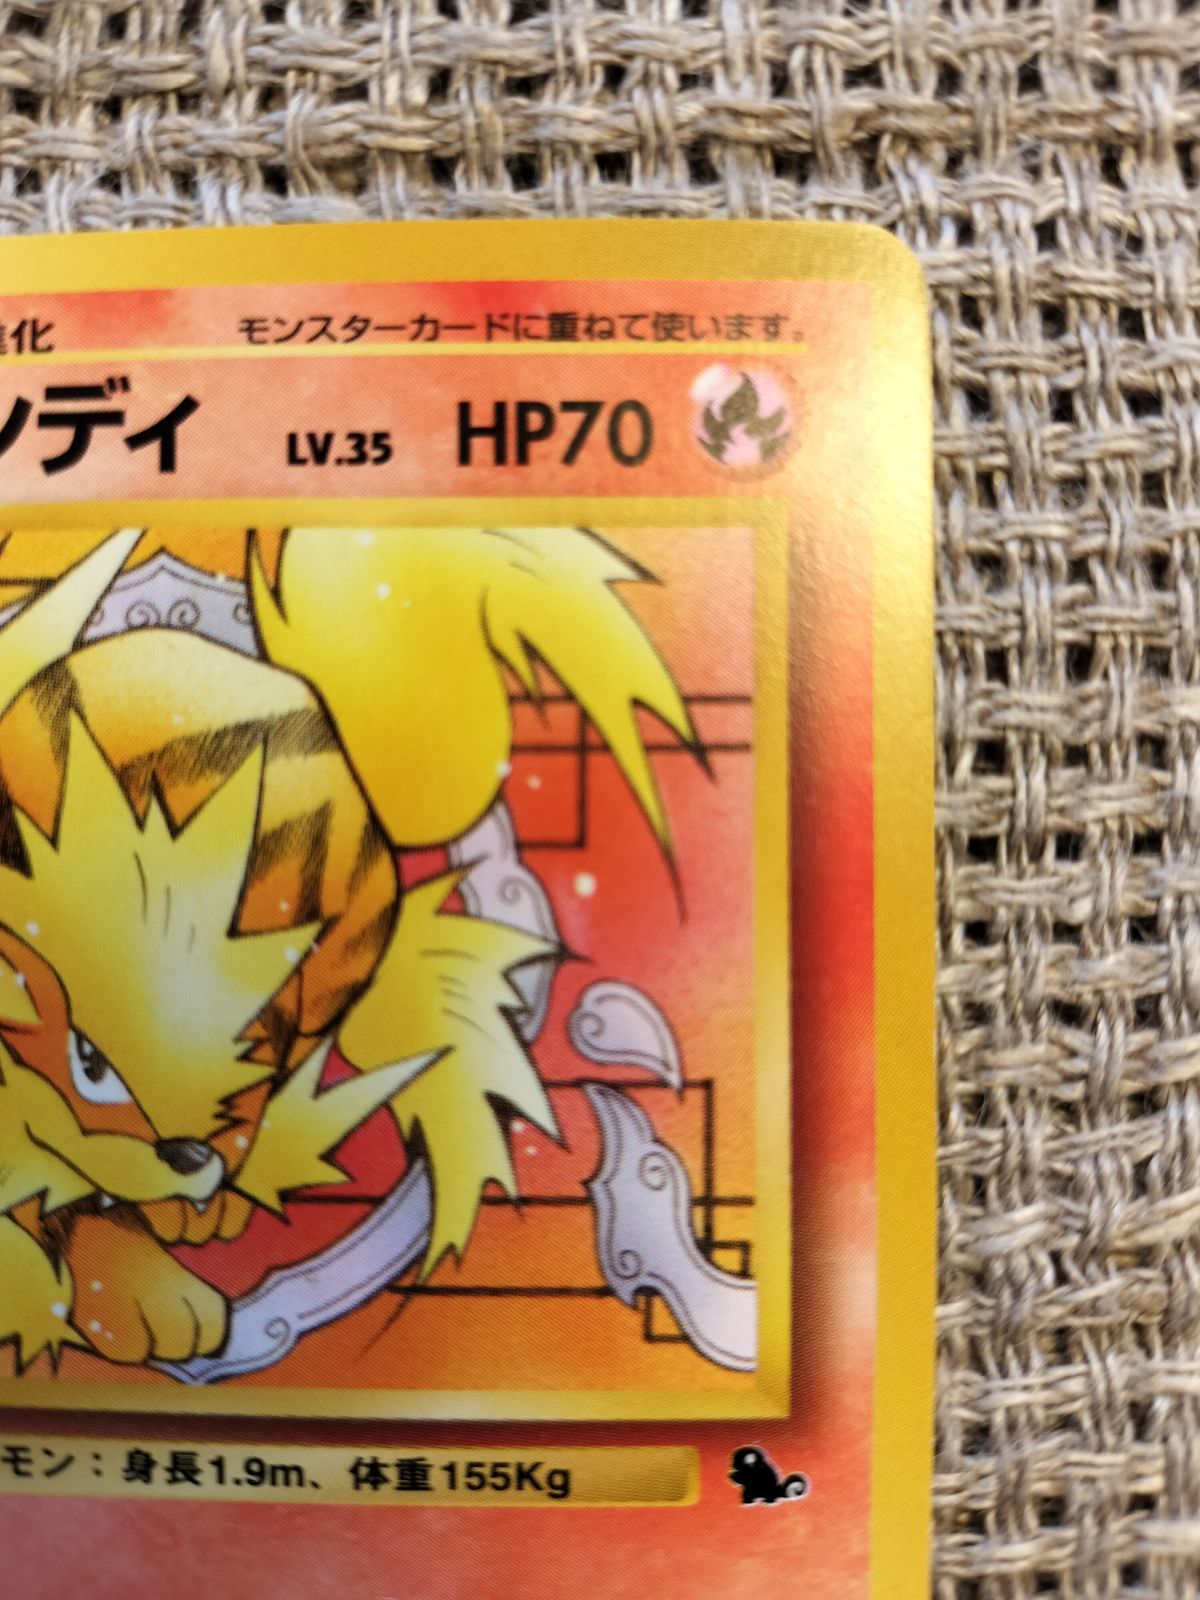 進化 モンスターカードに重ねて使います。
ンディ LV.35 HP70
モン：身長1.9m、体重155Kg